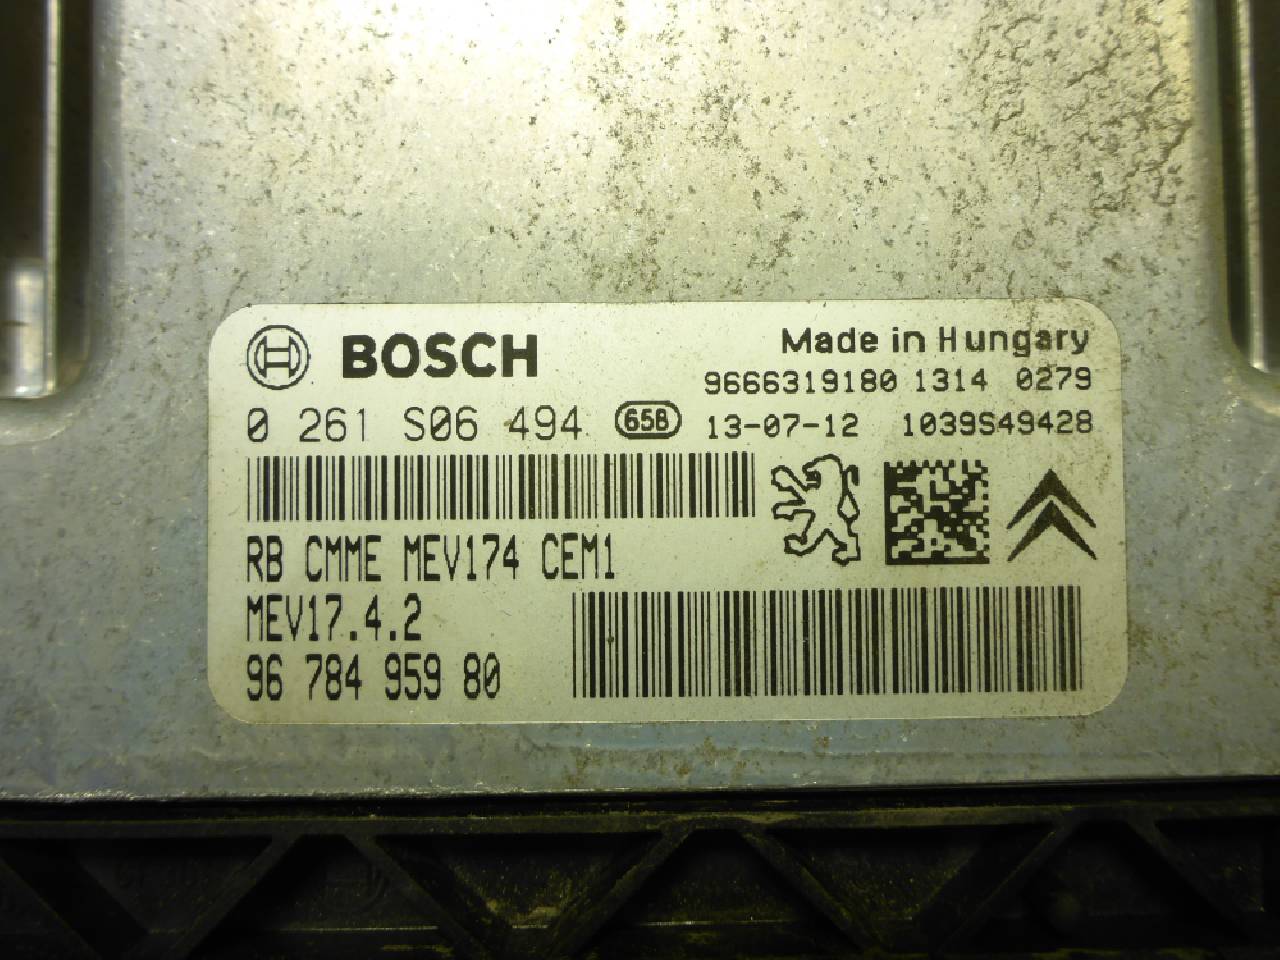 BOSCH
Made in Hungary
9666319180 1314 0279
0 261 S06 494 65B 13-07-12 1039S49428
RB CMME MEV174 CEM1
MEV17.4.2
96 784 959 80